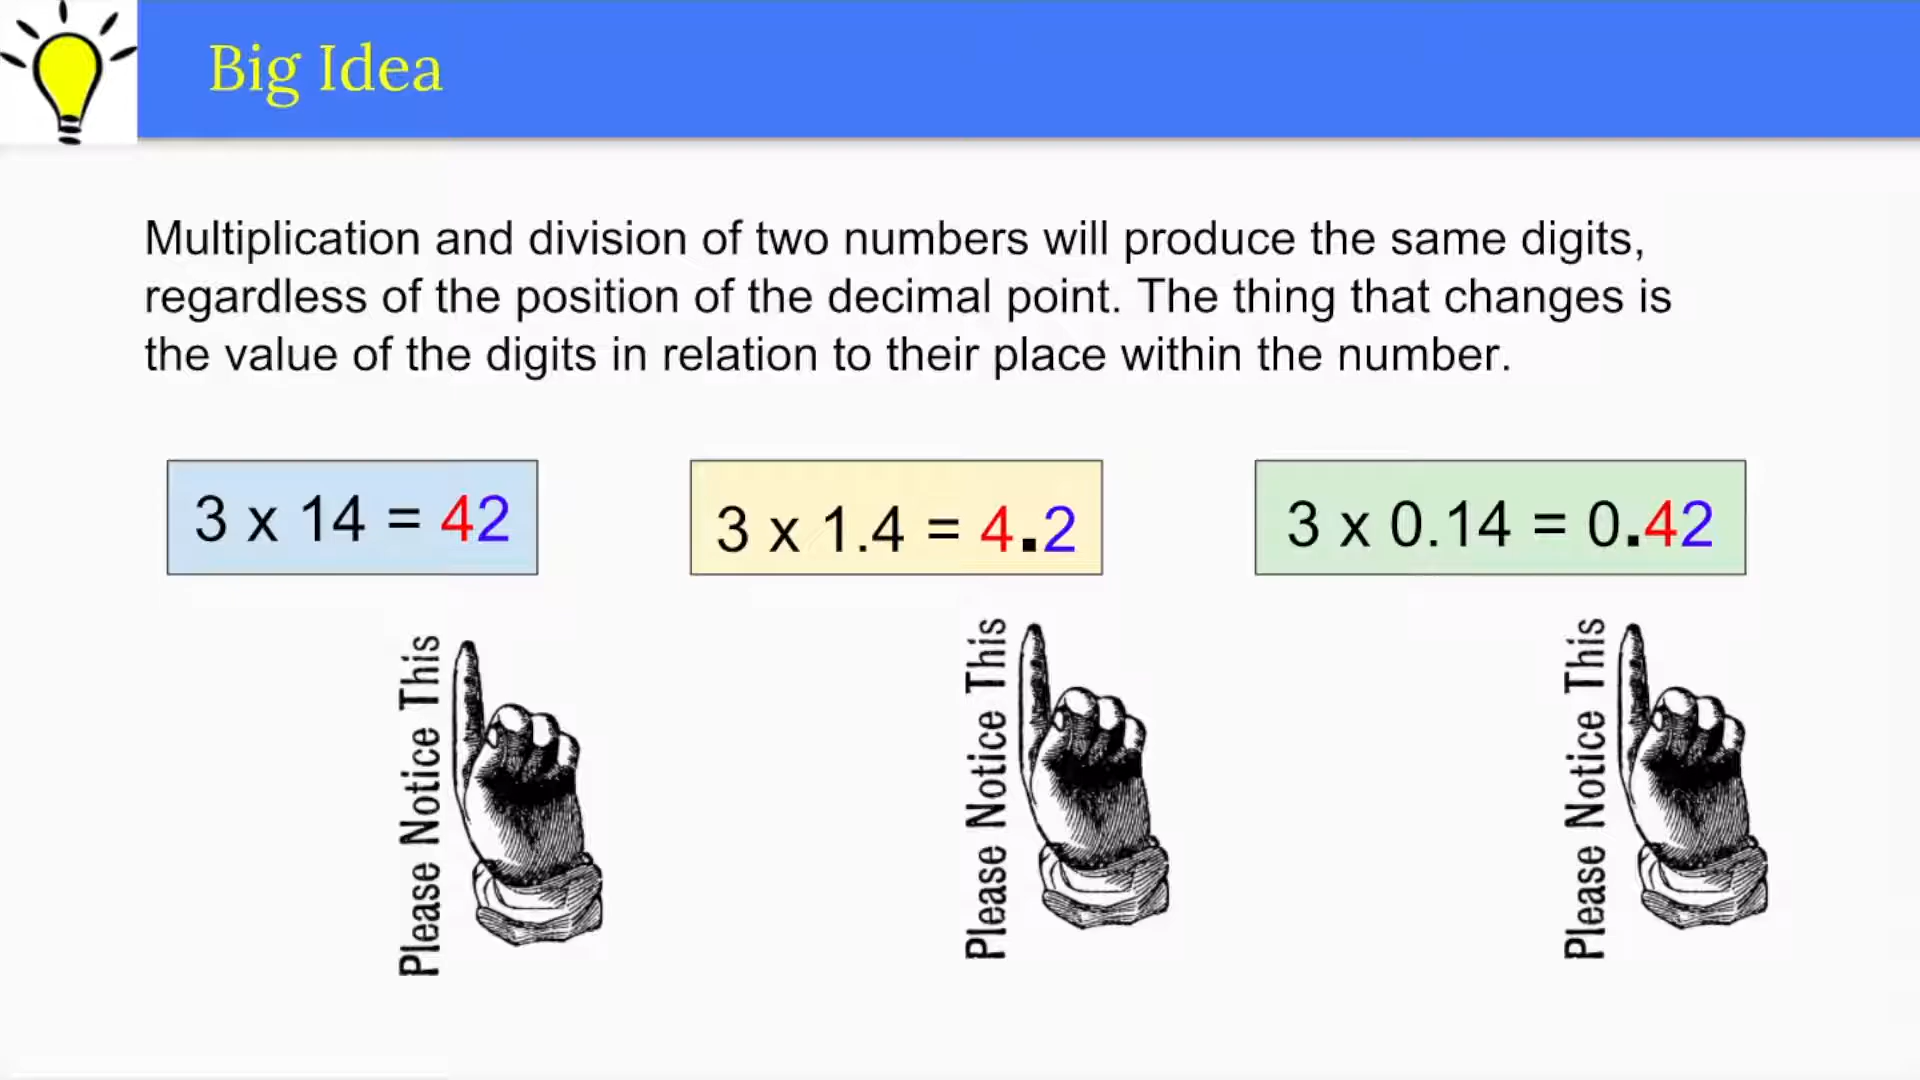 Big Idea
Multiplication and division of two numbers will produce the same digits,
regardless of the position of the decimal point. The thing that changes is
the value of the digits in relation to their place within the number.
3 x 14 = 42
3 x 1.4 = 4.2
3 x 0.14 = 0.42
Please Notice This
Please Notice This
Please Notice This